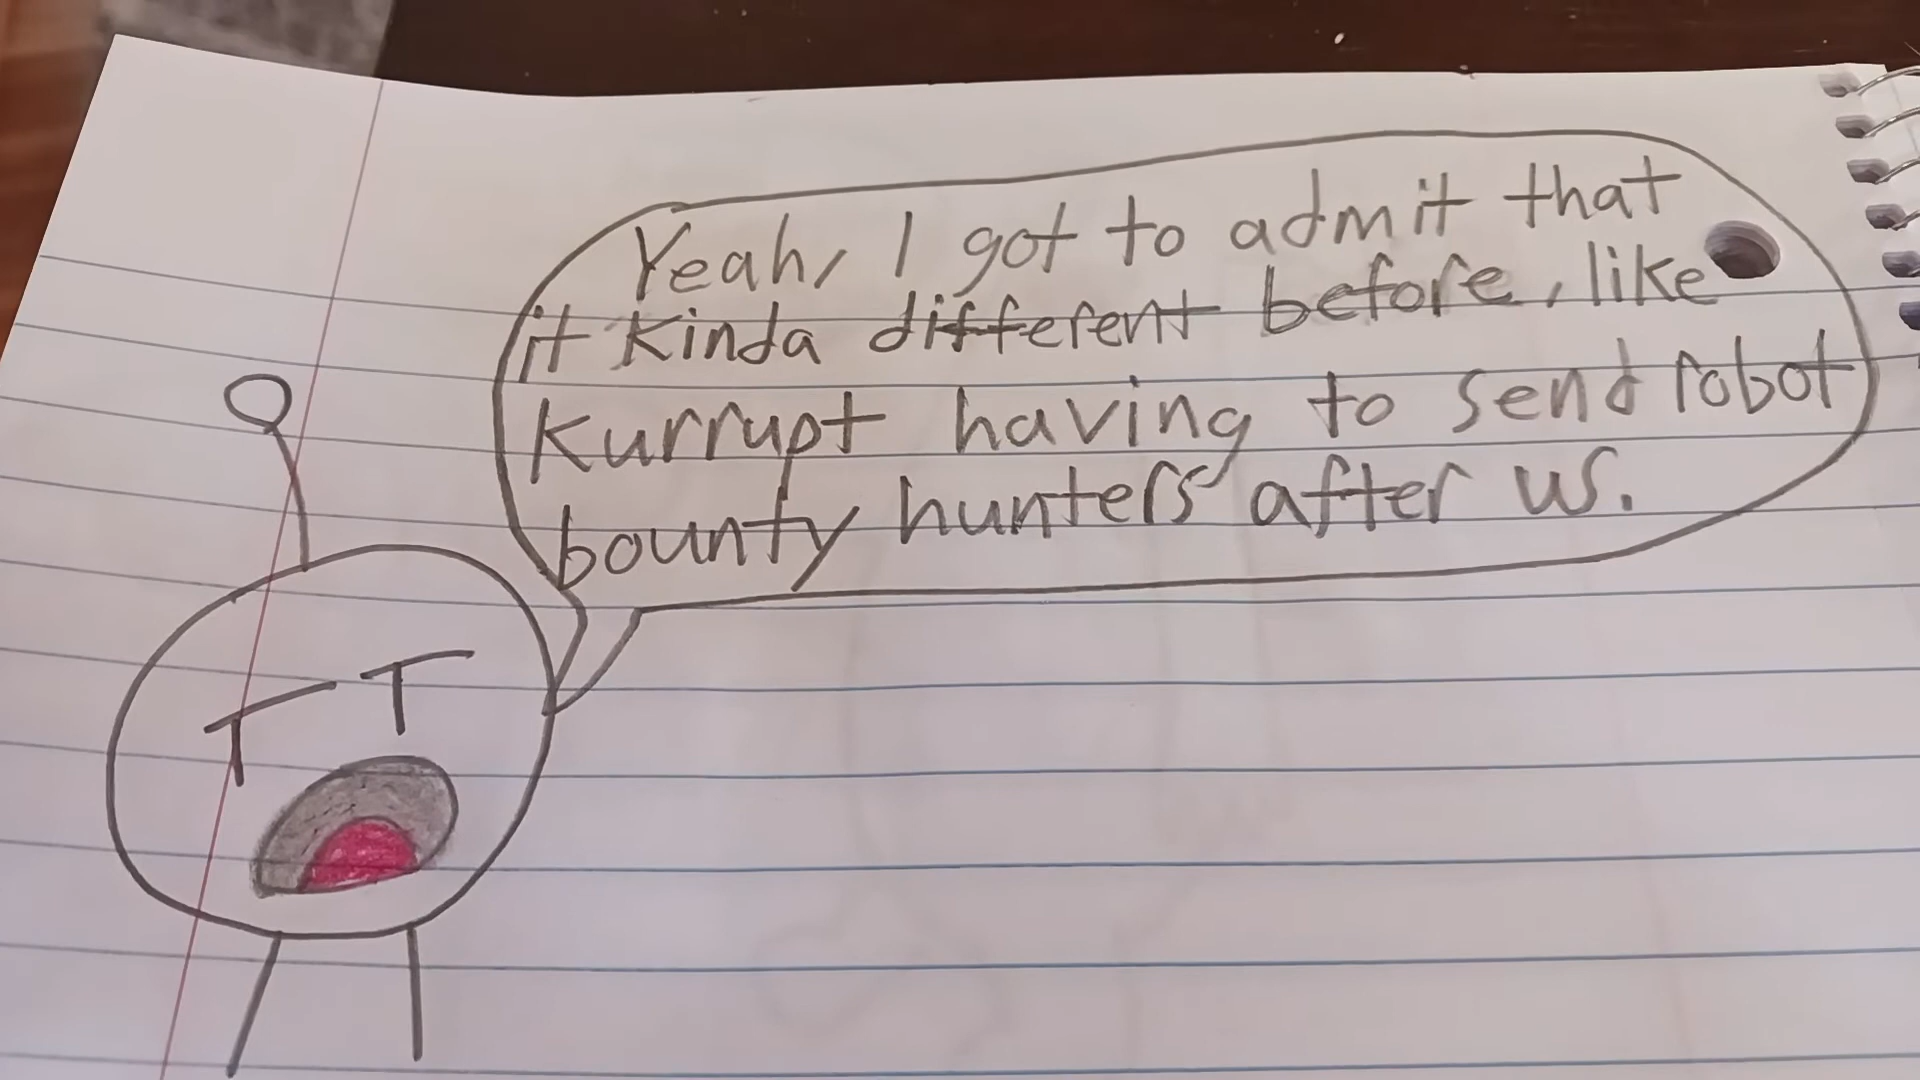 Yeah, I got to admit that
it kinda different before, like
Kurrupt having to send robot
bounty hunters after us.